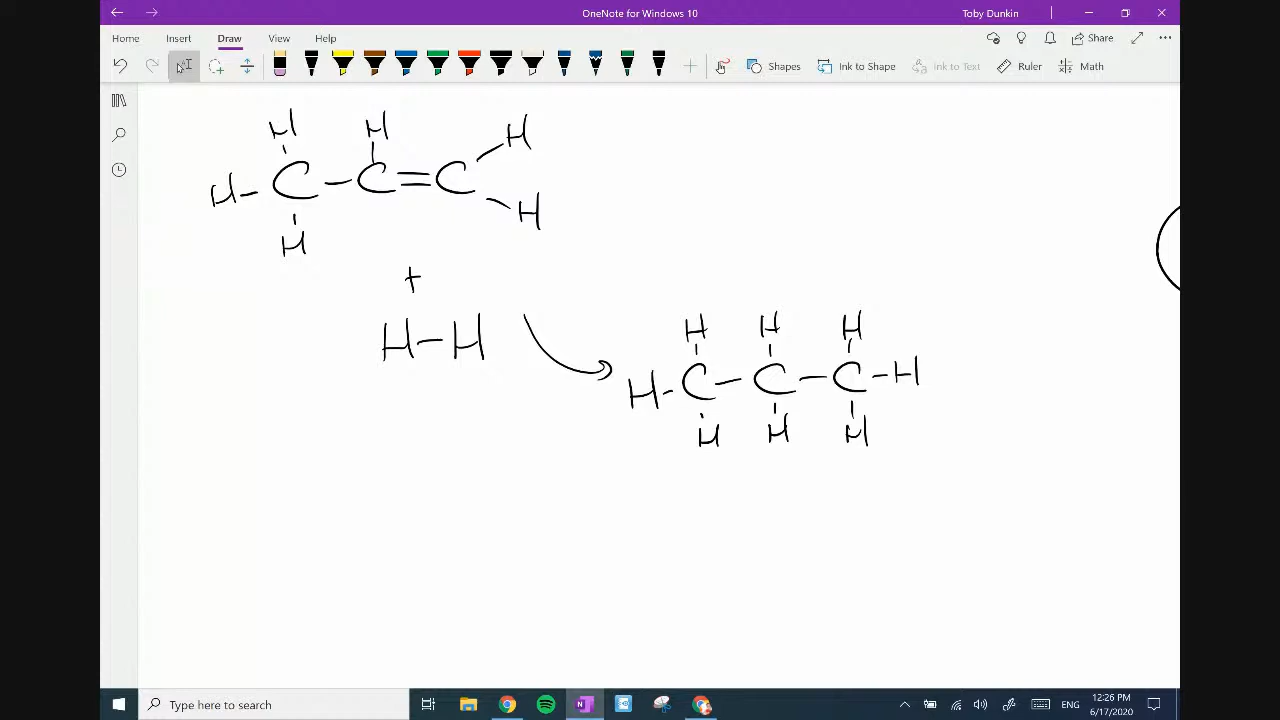 OneNote for Windows 10
Toby Dunkin
Home Insert Draw View Help
Share
Shapes Ink to Shape Ink to Text Ruler Math
H H H
H - C - C = C
H H
+
H - H
H H H
H - C - C - C - H
H H H
Type here to search
ENG
12:26 PM
6/17/2020